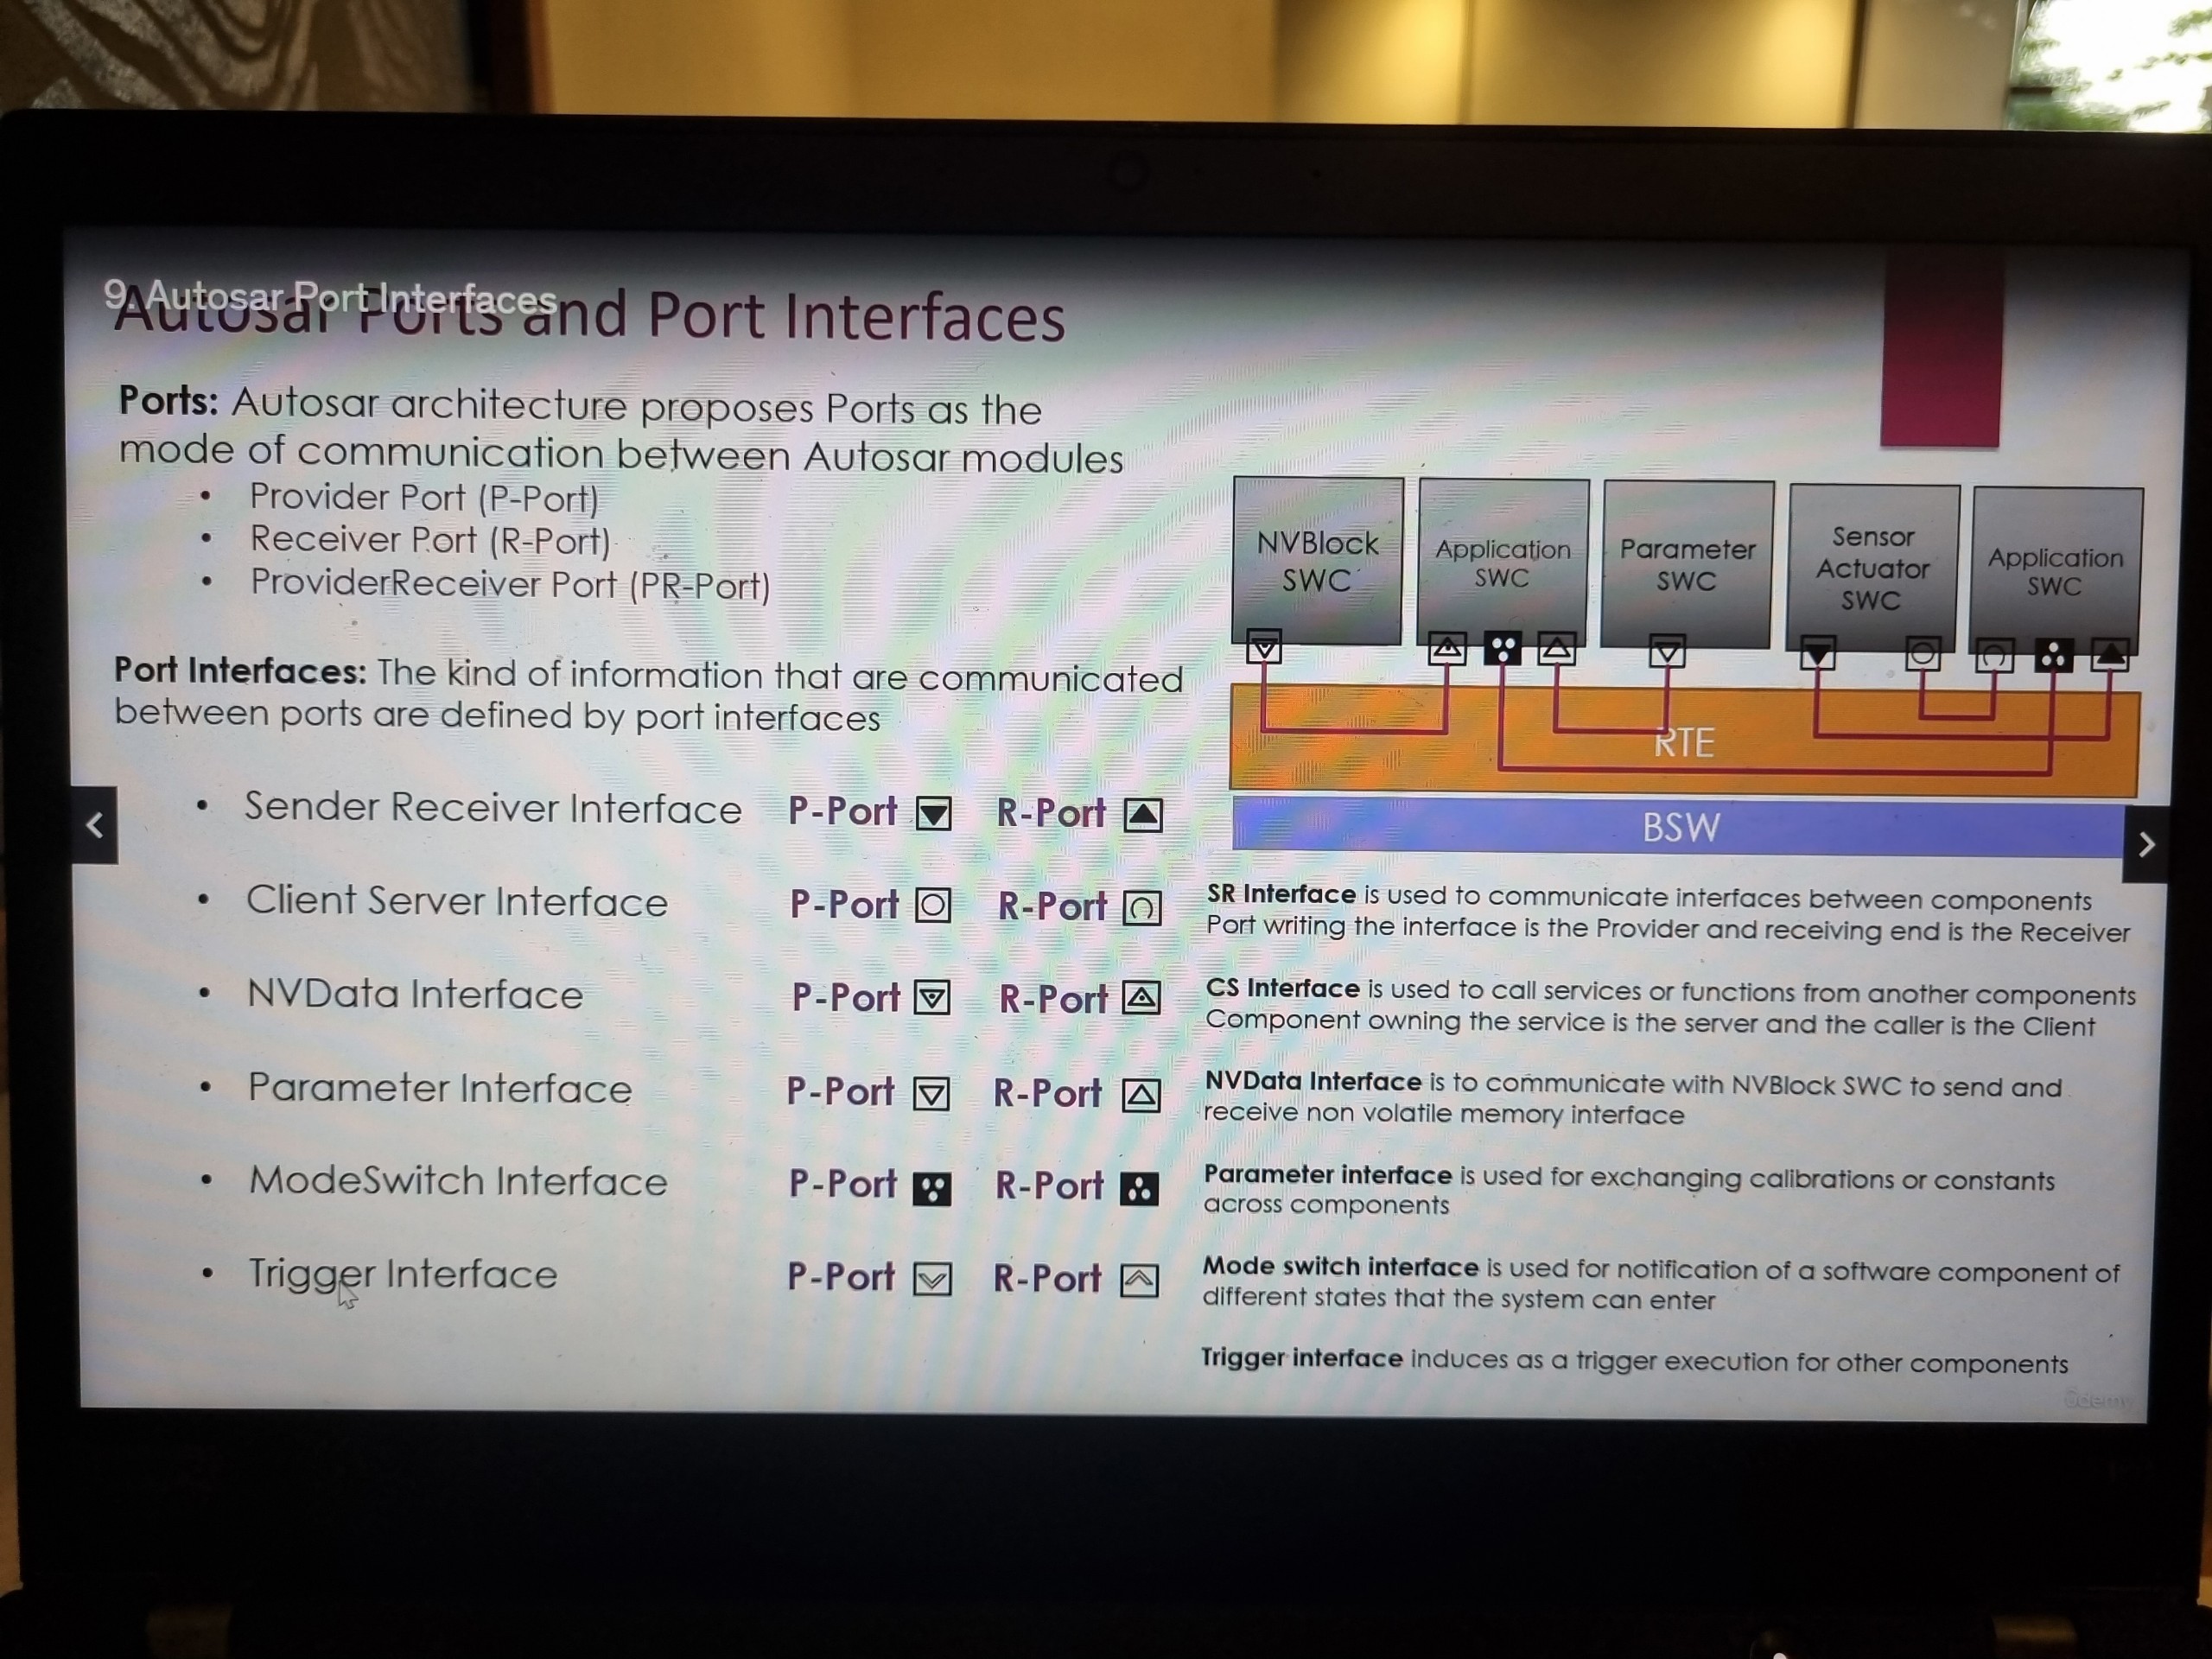 9. Autosar Port Interfaces
Autosar Ports and Port Interfaces
Ports: Autosar architecture proposes Ports as the
mode of communication between Autosar modules
• Provider Port (P-Port)
• Receiver Port (R-Port)
• ProviderReceiver Port (PR-Port)
Port Interfaces: The kind of information that are communicated
between ports are defined by port interfaces
• Sender Receiver Interface P-Port R-Port
• Client Server Interface P-Port R-Port
• NVData Interface P-Port R-Port
• Parameter Interface P-Port R-Port
• ModeSwitch Interface P-Port R-Port
• Trigger Interface P-Port R-Port
NVBlock
SWC
Application
SWC
Parameter
SWC
Sensor
Actuator
SWC
Application
SWC
RTE
BSW
SR Interface is used to communicate interfaces between components
Port writing the interface is the Provider and receiving end is the Receiver
CS Interface is used to call services or functions from another components
Component owning the service is the server and the caller is the Client
NVData Interface is to communicate with NVBlock SWC to send and
receive non volatile memory interface
Parameter interface is used for exchanging calibrations or constants
across components
Mode switch interface is used for notification of a software component of
different states that the system can enter
Trigger interface induces as a trigger execution for other components
ûdemy